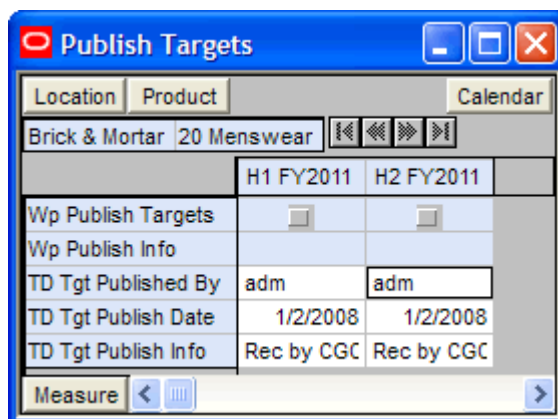 Publish Targets
Location Product Calendar
Brick & Mortar 20 Menswear
H1 FY2011 H2 FY2011
Wp Publish Targets
Wp Publish Info
TD Tgt Published By adm adm
TD Tgt Publish Date 1/2/2008 1/2/2008
TD Tgt Publish Info Rec by CGC Rec by CGC
Measure